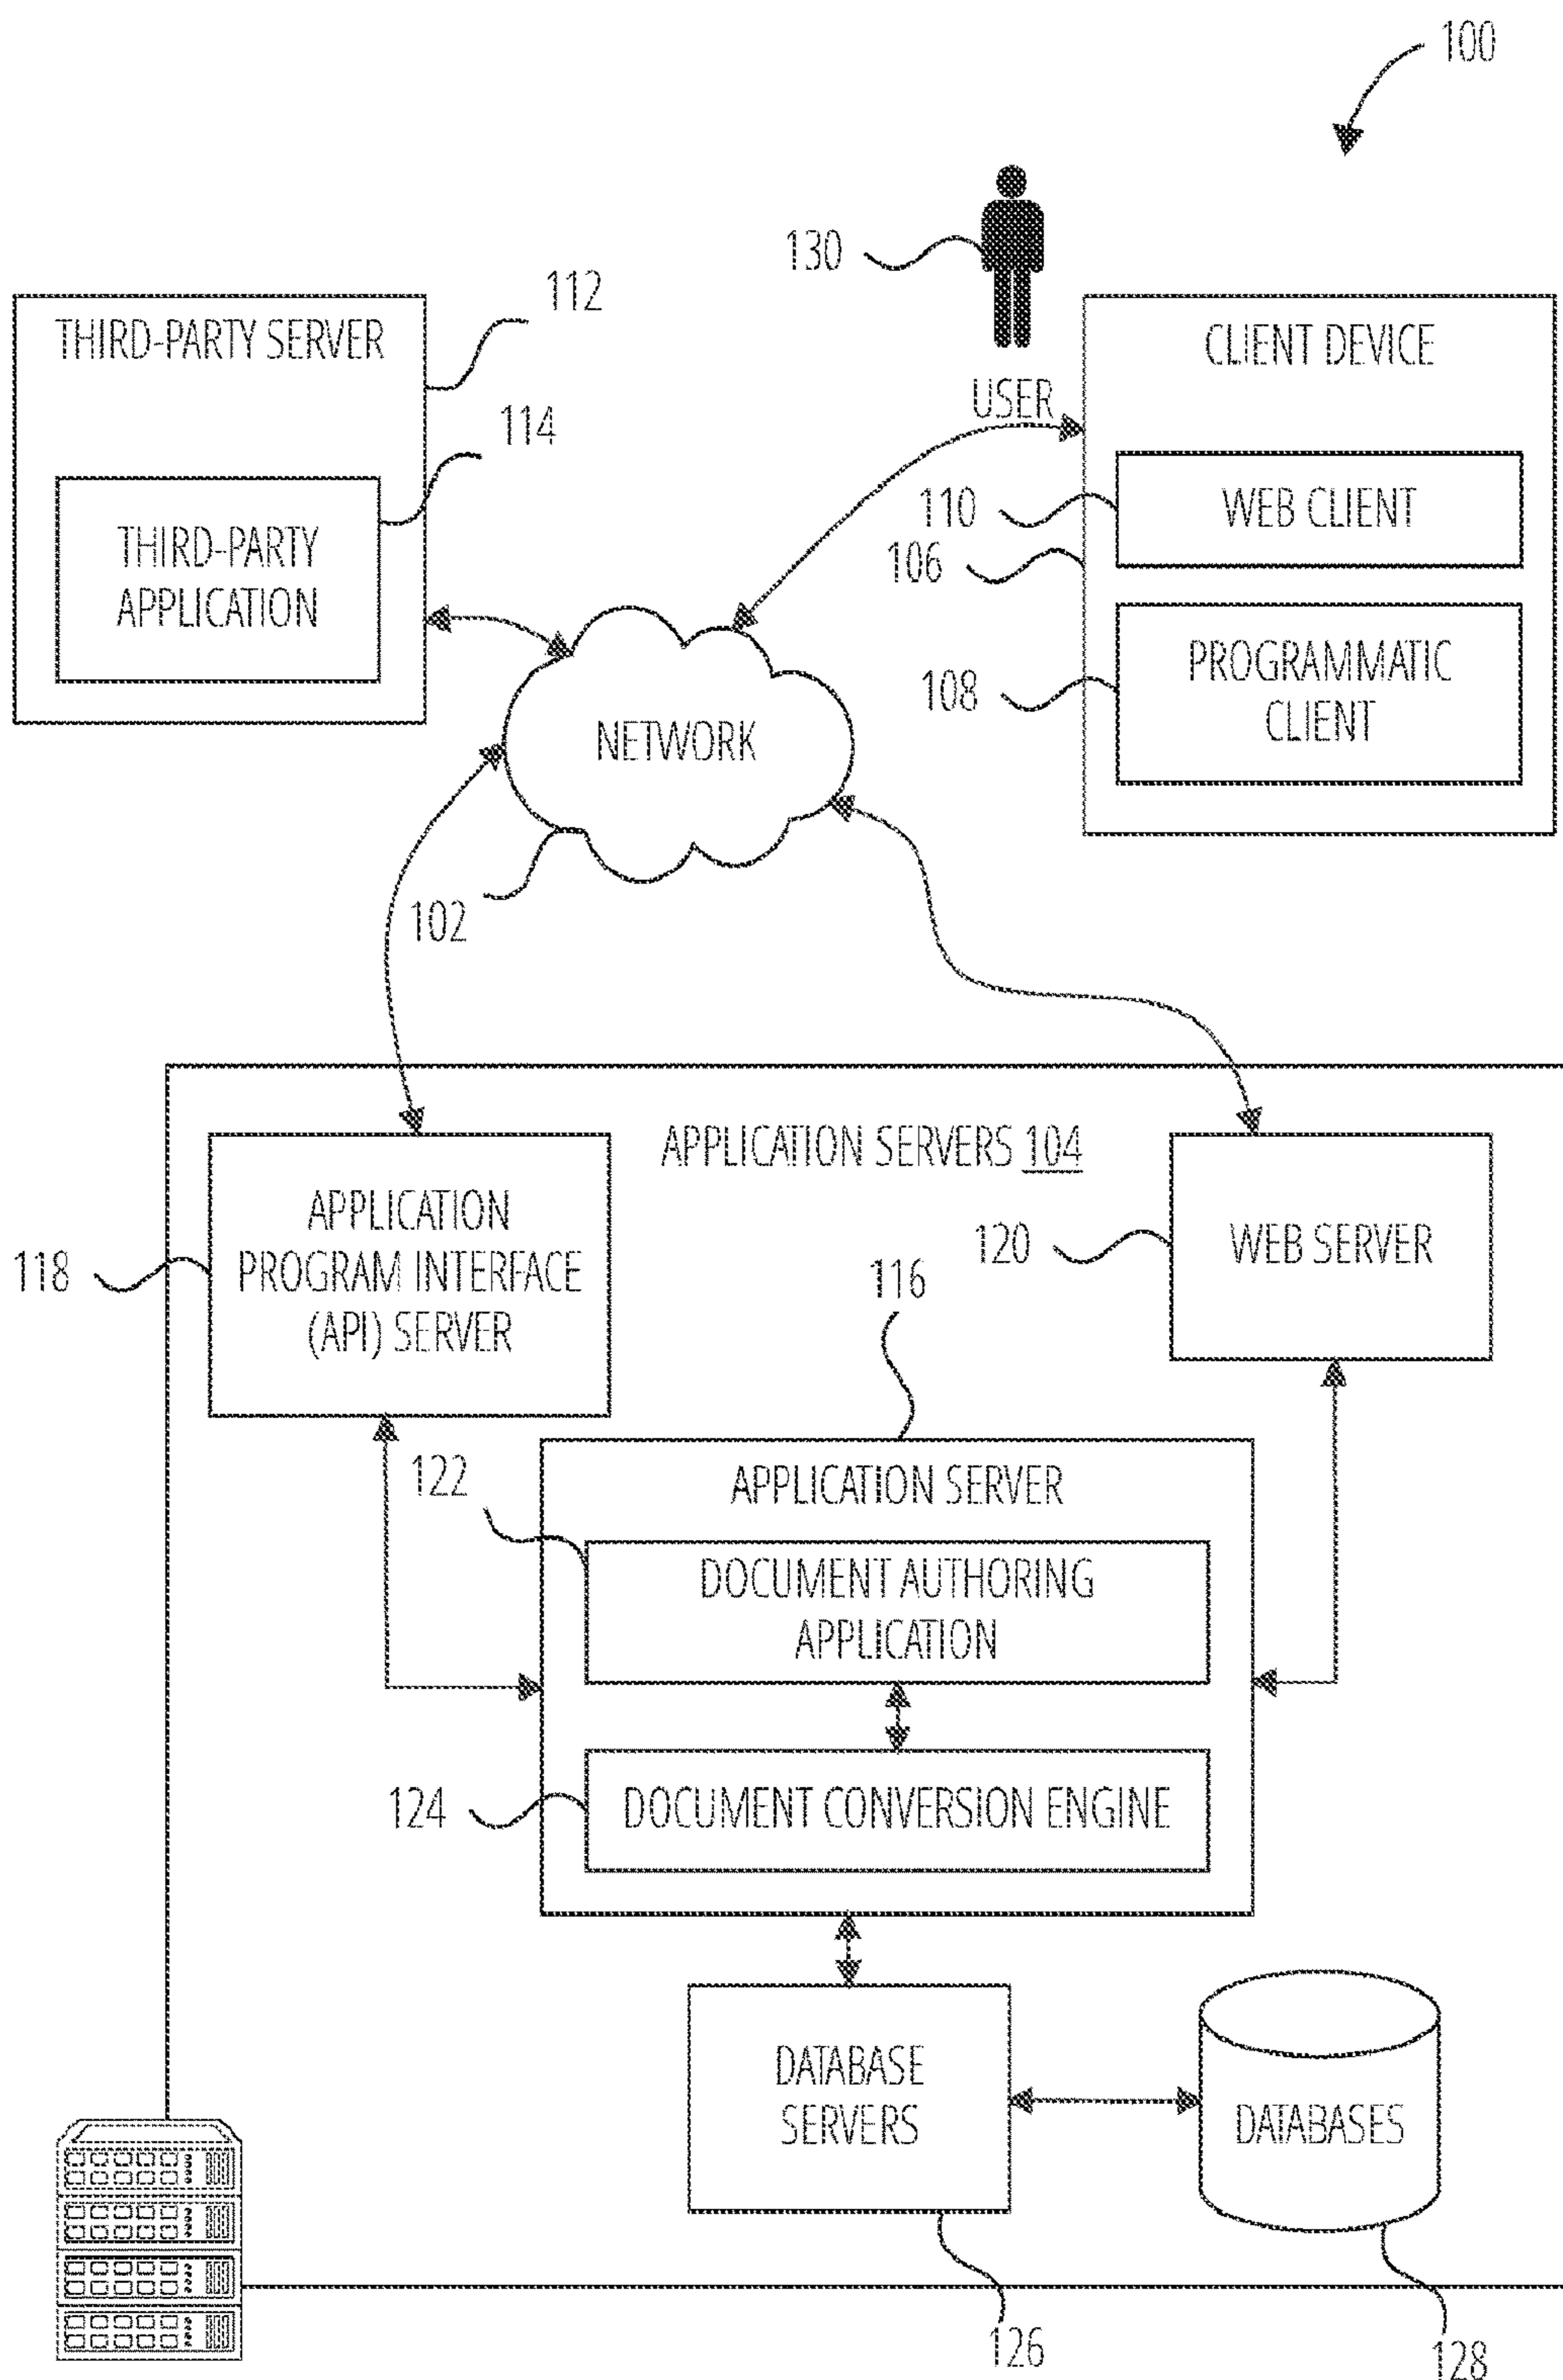 100
130
112
THIRD-PARTY SERVER
CLIENT DEVICE
USER
114
110
WEB CLIENT
THIRD-PARTY
APPLICATION
106
108
PROGRAMMATIC
CLIENT
NETWORK
102
APPLICATION SERVERS 104
118
APPLICATION
PROGRAM INTERFACE
(API) SERVER
120
WEB SERVER
116
122
APPLICATION SERVER
DOCUMENT AUTHORING
APPLICATION
124
DOCUMENT CONVERSION ENGINE
DATABASE
SERVERS
DATABASES
126
128